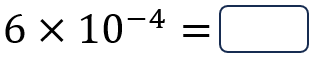 6 × 10⁻⁴ =